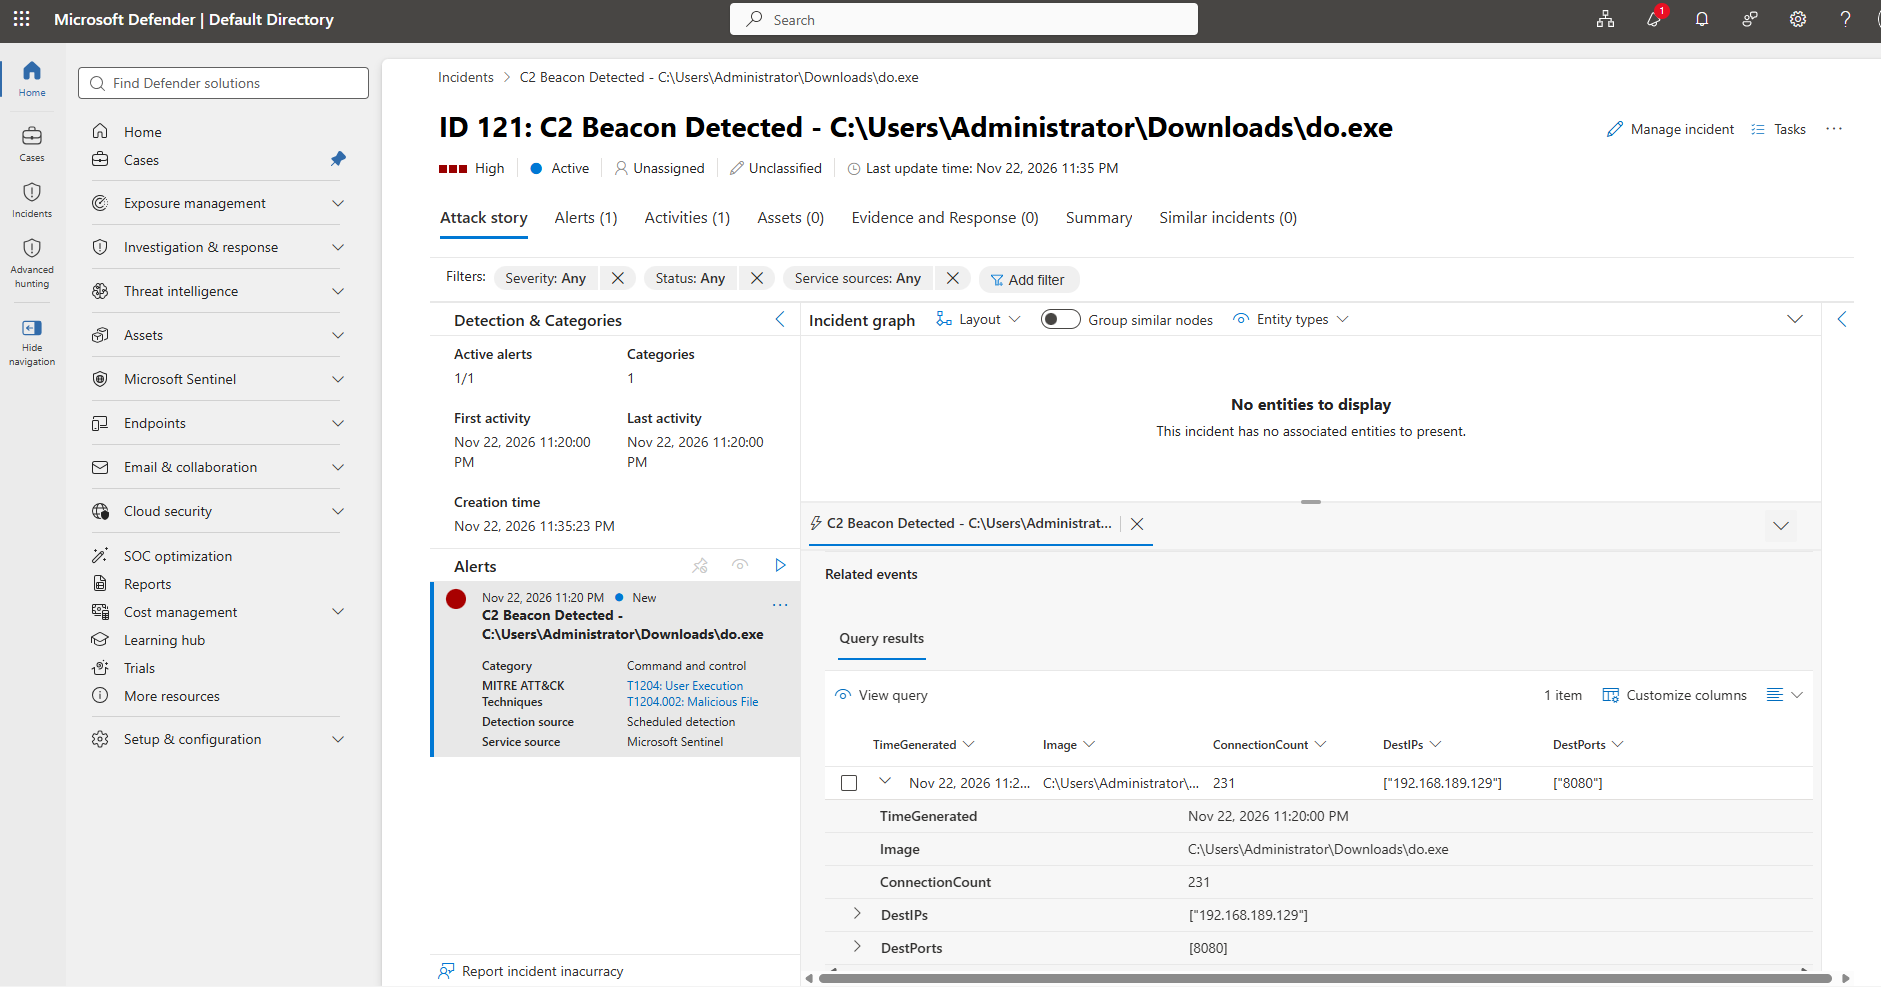 Microsoft Defender | Default Directory
Search
1
Home
Cases
Incidents
Advanced
hunting
Hide
navigation
Find Defender solutions
Home
Cases
Exposure management
Investigation & response
Threat intelligence
Assets
Microsoft Sentinel
Endpoints
Email & collaboration
Cloud security
SOC optimization
Reports
Cost management
Learning hub
Trials
More resources
Setup & configuration
Incidents > C2 Beacon Detected - C:\Users\Administrator\Downloads\do.exe
ID 121: C2 Beacon Detected - C:\Users\Administrator\Downloads\do.exe
Manage incident Tasks ...
High Active Unassigned Unclassified Last update time: Nov 22, 2026 11:35 PM
Attack story Alerts (1) Activities (1) Assets (0) Evidence and Response (0) Summary Similar incidents (0)
Filters: Severity: Any Status: Any Service sources: Any Add filter
Detection & Categories
Active alerts Categories
1/1 1
First activity Last activity
Nov 22, 2026 11:20:00 Nov 22, 2026 11:20:00
PM PM
Creation time
Nov 22, 2026 11:35:23 PM
Alerts
Nov 22, 2026 11:20 PM New ...
C2 Beacon Detected -
C:\Users\Administrator\Downloads\do.exe
Category Command and control
MITRE ATT&CK T1204: User Execution
Techniques T1204.002: Malicious File
Detection source Scheduled detection
Service source Microsoft Sentinel
Report incident inacurracy
Incident graph Layout Group similar nodes Entity types
No entities to display
This incident has no associated entities to present.
C2 Beacon Detected - C:\Users\Administrat...
Related events
Query results
View query 1 item Customize columns
TimeGenerated Image ConnectionCount DestIPs DestPorts
Nov 22, 2026 11:2... C:\Users\Administrator\... 231 ["192.168.189.129"] ["8080"]
TimeGenerated Nov 22, 2026 11:20:00 PM
Image C:\Users\Administrator\Downloads\do.exe
ConnectionCount 231
DestIPs ["192.168.189.129"]
DestPorts [8080]